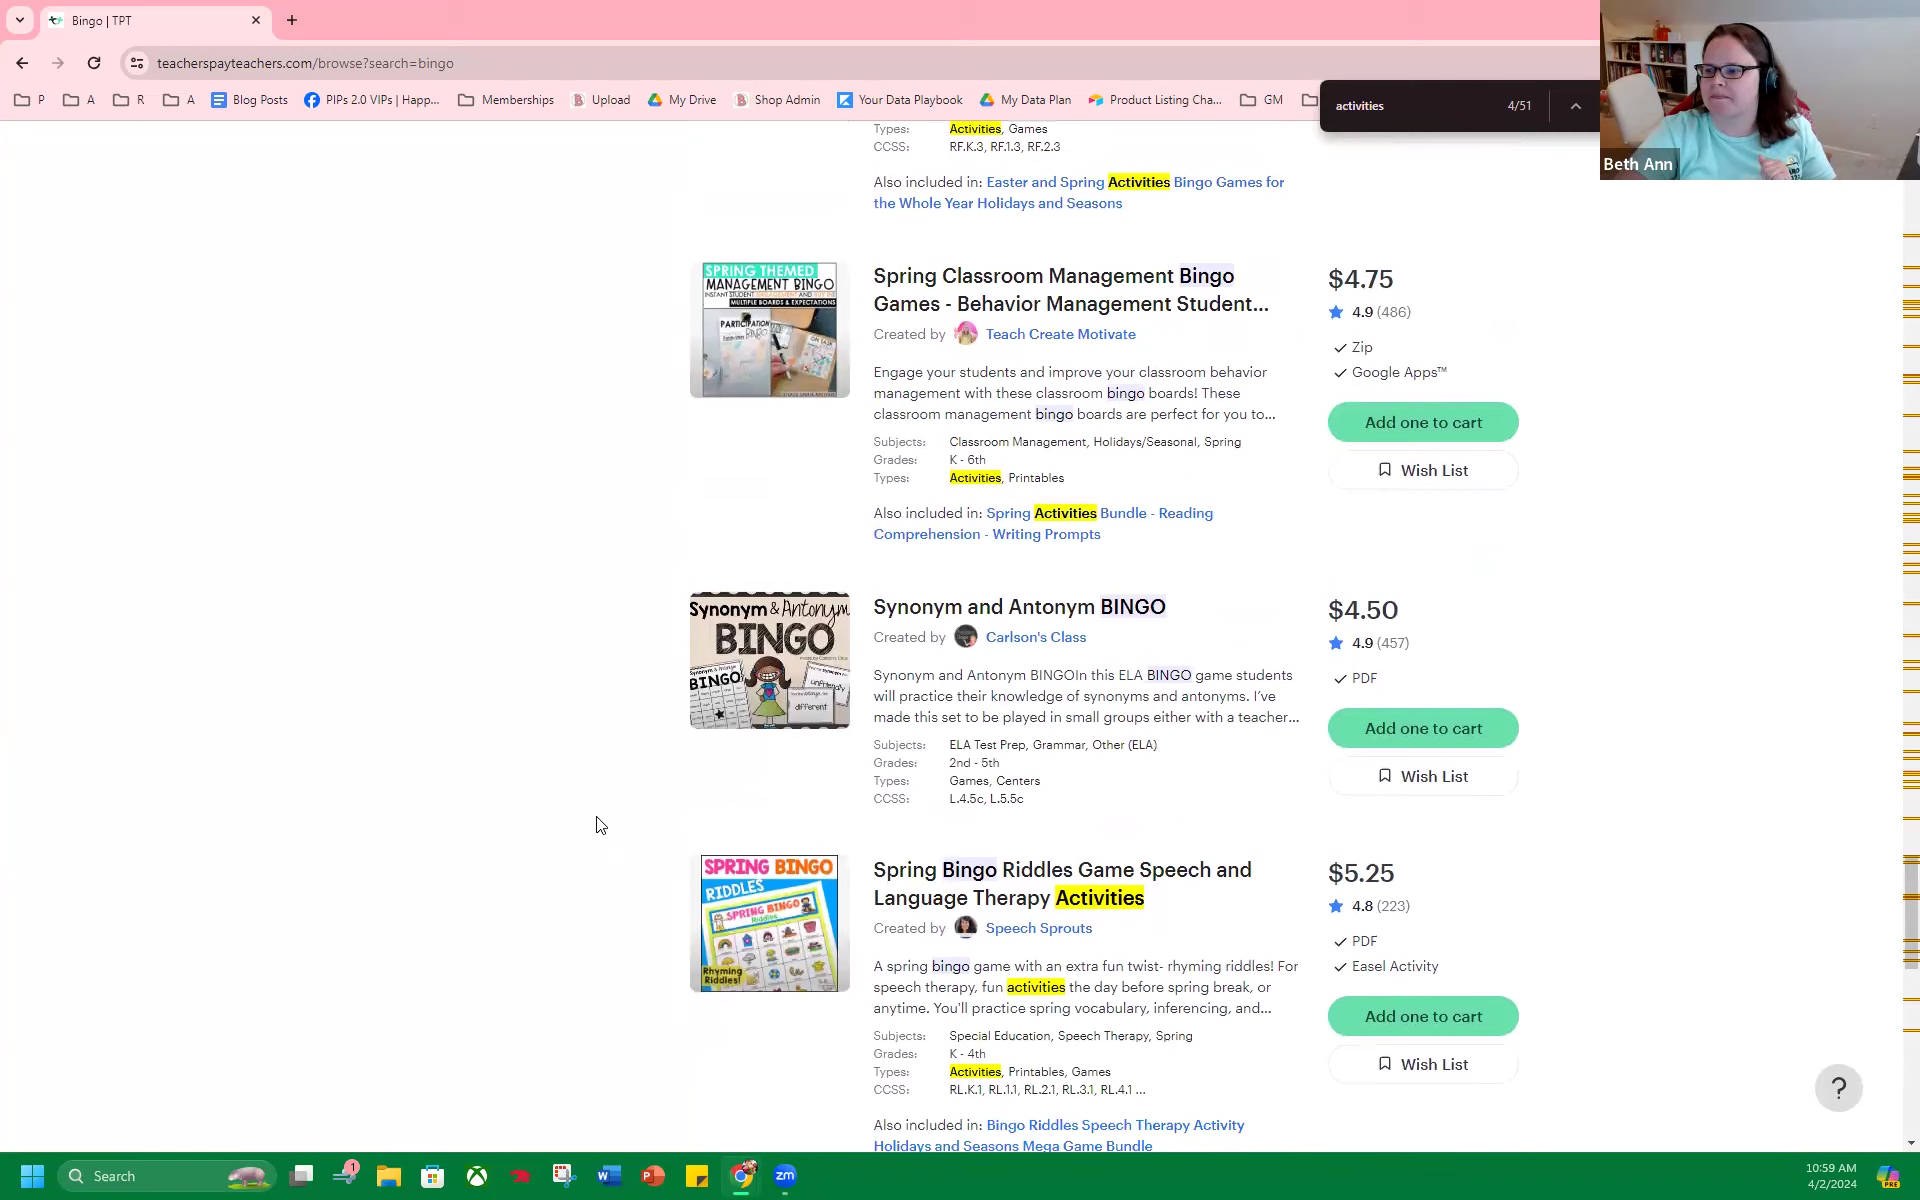 Bingo | TPT
teacherspayteachers.com/browse?search=bingo
P A R A Blog Posts PIPs 2.0 VIPs | Happ... Memberships Upload My Drive Shop Admin Your Data Playbook My Data Plan Product Listing Cha... GM
activities 4/51
Beth Ann
Types: Activities, Games
CCSS: RF.K.3, RF.1.3, RF.2.3
Also included in: Easter and Spring Activities Bingo Games for
the Whole Year Holidays and Seasons
SPRING THEMED
MANAGEMENT BINGO
MULTIPLE BOARDS & EXPECTATIONS
PARTICIPATION
BINGO
Spring Classroom Management Bingo
Games - Behavior Management Student...
Created by Teach Create Motivate
Engage your students and improve your classroom behavior
management with these classroom bingo boards! These
classroom management bingo boards are perfect for you to...
Subjects: Classroom Management, Holidays/Seasonal, Spring
Grades: K - 6th
Types: Activities, Printables
Also included in: Spring Activities Bundle - Reading
Comprehension - Writing Prompts
$4.75
4.9 (486)
Zip
Google Apps™
Add one to cart
Wish List
Synonym & Antonym
BINGO
BINGO
unfriendly
different
Synonym and Antonym BINGO
Created by Carlson's Class
Synonym and Antonym BINGOIn this ELA BINGO game students
will practice their knowledge of synonyms and antonyms. I've
made this set to be played in small groups either with a teacher...
Subjects: ELA Test Prep, Grammar, Other (ELA)
Grades: 2nd - 5th
Types: Games, Centers
CCSS: L.4.5c, L.5.5c
$4.50
4.9 (457)
PDF
Add one to cart
Wish List
SPRING BINGO
RIDDLES
SPRING BINGO
Riddles
Rhyming
Riddles!
Spring Bingo Riddles Game Speech and
Language Therapy Activities
Created by Speech Sprouts
A spring bingo game with an extra fun twist- rhyming riddles! For
speech therapy, fun activities the day before spring break, or
anytime. You'll practice spring vocabulary, inferencing, and...
Subjects: Special Education, Speech Therapy, Spring
Grades: K - 4th
Types: Activities, Printables, Games
CCSS: RL.K.1, RL.1.1, RL.2.1, RL.3.1, RL.4.1 ...
Also included in: Bingo Riddles Speech Therapy Activity
Holidays and Seasons Mega Game Bundle
$5.25
4.8 (223)
PDF
Easel Activity
Add one to cart
Wish List
?
Search
1
zm
10:59 AM
4/2/2024
PRE